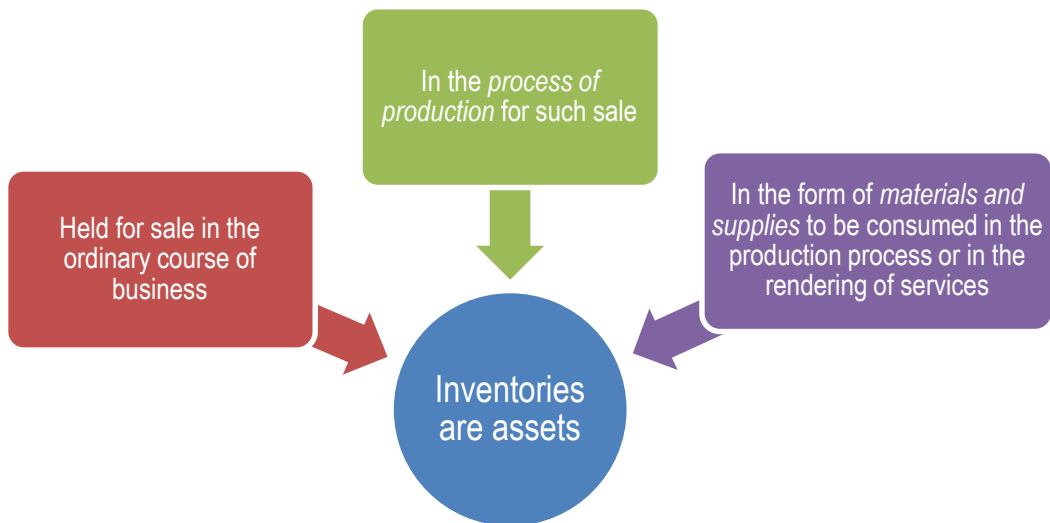 In the process of
production for such sale
Held for sale in the
ordinary course of
business
In the form of materials and
supplies to be consumed in the
production process or in the
rendering of services
Inventories
are assets